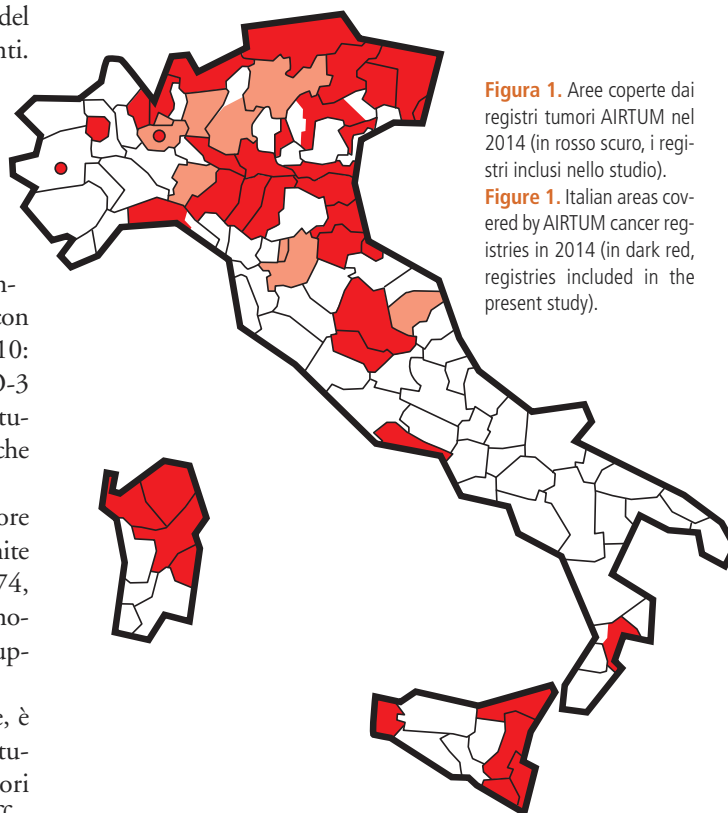 del
nti.
n-
con
10:
D-3
tu-
che
ore
nite
74,
no-
up-
e, è
tu-
ori
Figura 1. Aree coperte dai
registri tumori AIRTUM nel
2014 (in rosso scuro, i regi-
stri inclusi nello studio).
Figure 1. Italian areas cov-
ered by AIRTUM cancer reg-
istries in 2014 (in dark red,
registries included in the
present study).